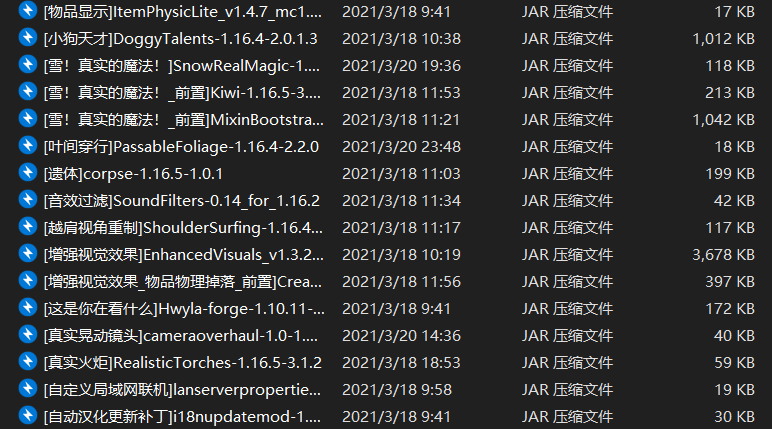 [物品显示]ItemPhysicLite_v1.4.7_mc1.... 2021/3/18 9:41 JAR 压缩文件 17 KB
[小狗天才]DoggyTalents-1.16.4-2.0.1.3 2021/3/18 10:38 JAR 压缩文件 1,012 KB
[雪！真实的魔法！]SnowRealMagic-1.... 2021/3/20 19:36 JAR 压缩文件 118 KB
[雪！真实的魔法！_前置]Kiwi-1.16.5-3.... 2021/3/18 11:53 JAR 压缩文件 213 KB
[雪！真实的魔法！_前置]MixinBootstra... 2021/3/18 11:21 JAR 压缩文件 1,042 KB
[叶间穿行]PassableFoliage-1.16.4-2.2.0 2021/3/20 23:48 JAR 压缩文件 18 KB
[遗体]corpse-1.16.5-1.0.1 2021/3/18 11:03 JAR 压缩文件 199 KB
[音效过滤]SoundFilters-0.14_for_1.16.2 2021/3/18 11:34 JAR 压缩文件 42 KB
[越肩视角重制]ShoulderSurfing-1.16.4... 2021/3/18 11:17 JAR 压缩文件 117 KB
[增强视觉效果]EnhancedVisuals_v1.3.2... 2021/3/18 10:19 JAR 压缩文件 3,678 KB
[增强视觉效果_物品物理掉落_前置]Crea... 2021/3/18 11:56 JAR 压缩文件 397 KB
[这是你在看什么]Hwyla-forge-1.10.11-... 2021/3/18 9:41 JAR 压缩文件 172 KB
[真实晃动镜头]cameraoverhaul-1.0-1.... 2021/3/20 14:36 JAR 压缩文件 40 KB
[真实火炬]RealisticTorches-1.16.5-3.1.2 2021/3/18 18:53 JAR 压缩文件 59 KB
[自定义局域网联机]lanserverpropertie... 2021/3/18 9:58 JAR 压缩文件 19 KB
[自动汉化更新补丁]i18nupdatemod-1.... 2021/3/18 9:41 JAR 压缩文件 30 KB